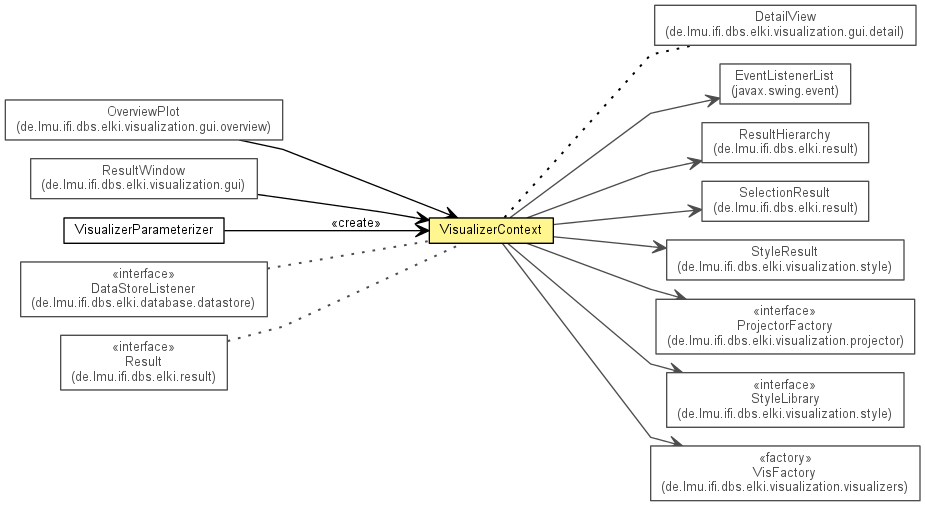 DetailView
(de.lmu.ifi.dbs.elki.visualization.gui.detail)
EventListenerList
(javax.swing.event)
OverviewPlot
(de.lmu.ifi.dbs.elki.visualization.gui.overview)
ResultHierarchy
(de.lmu.ifi.dbs.elki.result)
ResultWindow
(de.lmu.ifi.dbs.elki.visualization.gui)
SelectionResult
(de.lmu.ifi.dbs.elki.result)
VisualizerParameterizer
«create»
VisualizerContext
StyleResult
(de.lmu.ifi.dbs.elki.visualization.style)
«interface»
DataStoreListener
(de.lmu.ifi.dbs.elki.database.datastore)
«interface»
ProjectorFactory
(de.lmu.ifi.dbs.elki.visualization.projector)
«interface»
Result
(de.lmu.ifi.dbs.elki.result)
«interface»
StyleLibrary
(de.lmu.ifi.dbs.elki.visualization.style)
«factory»
VisFactory
(de.lmu.ifi.dbs.elki.visualization.visualizers)